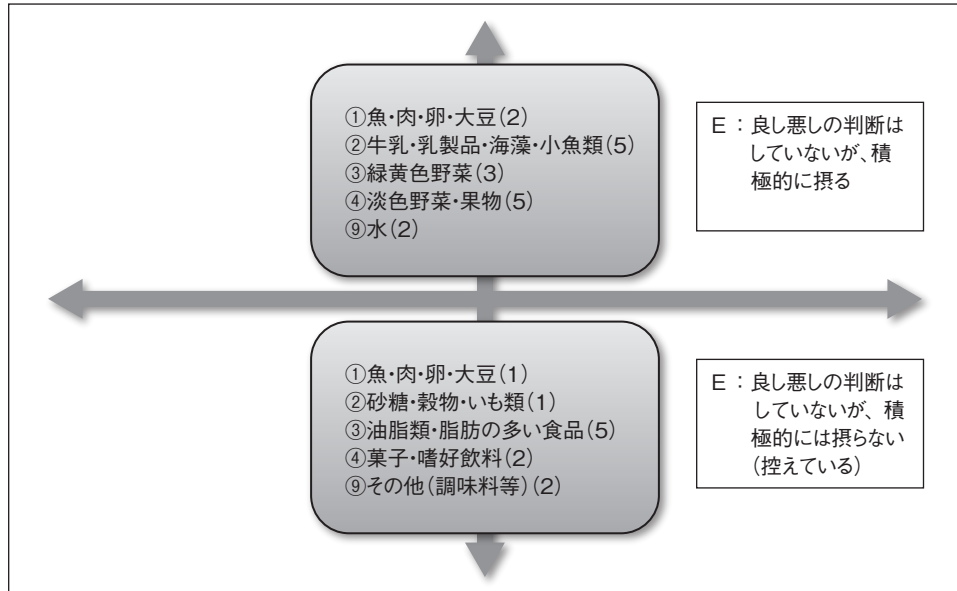 ①魚・肉・卵・大豆(2)
②牛乳・乳製品・海藻・小魚類(5)
③緑黄色野菜(3)
④淡色野菜・果物(5)
⑨水(2)
E：良し悪しの判断は
していないが、積
極的に摂る
①魚・肉・卵・大豆(1)
②砂糖・穀物・いも類(1)
③油脂類・脂肪の多い食品(5)
④菓子・嗜好飲料(2)
⑨その他(調味料等)(2)
E：良し悪しの判断は
していないが、積
極的には摂らない
(控えている)